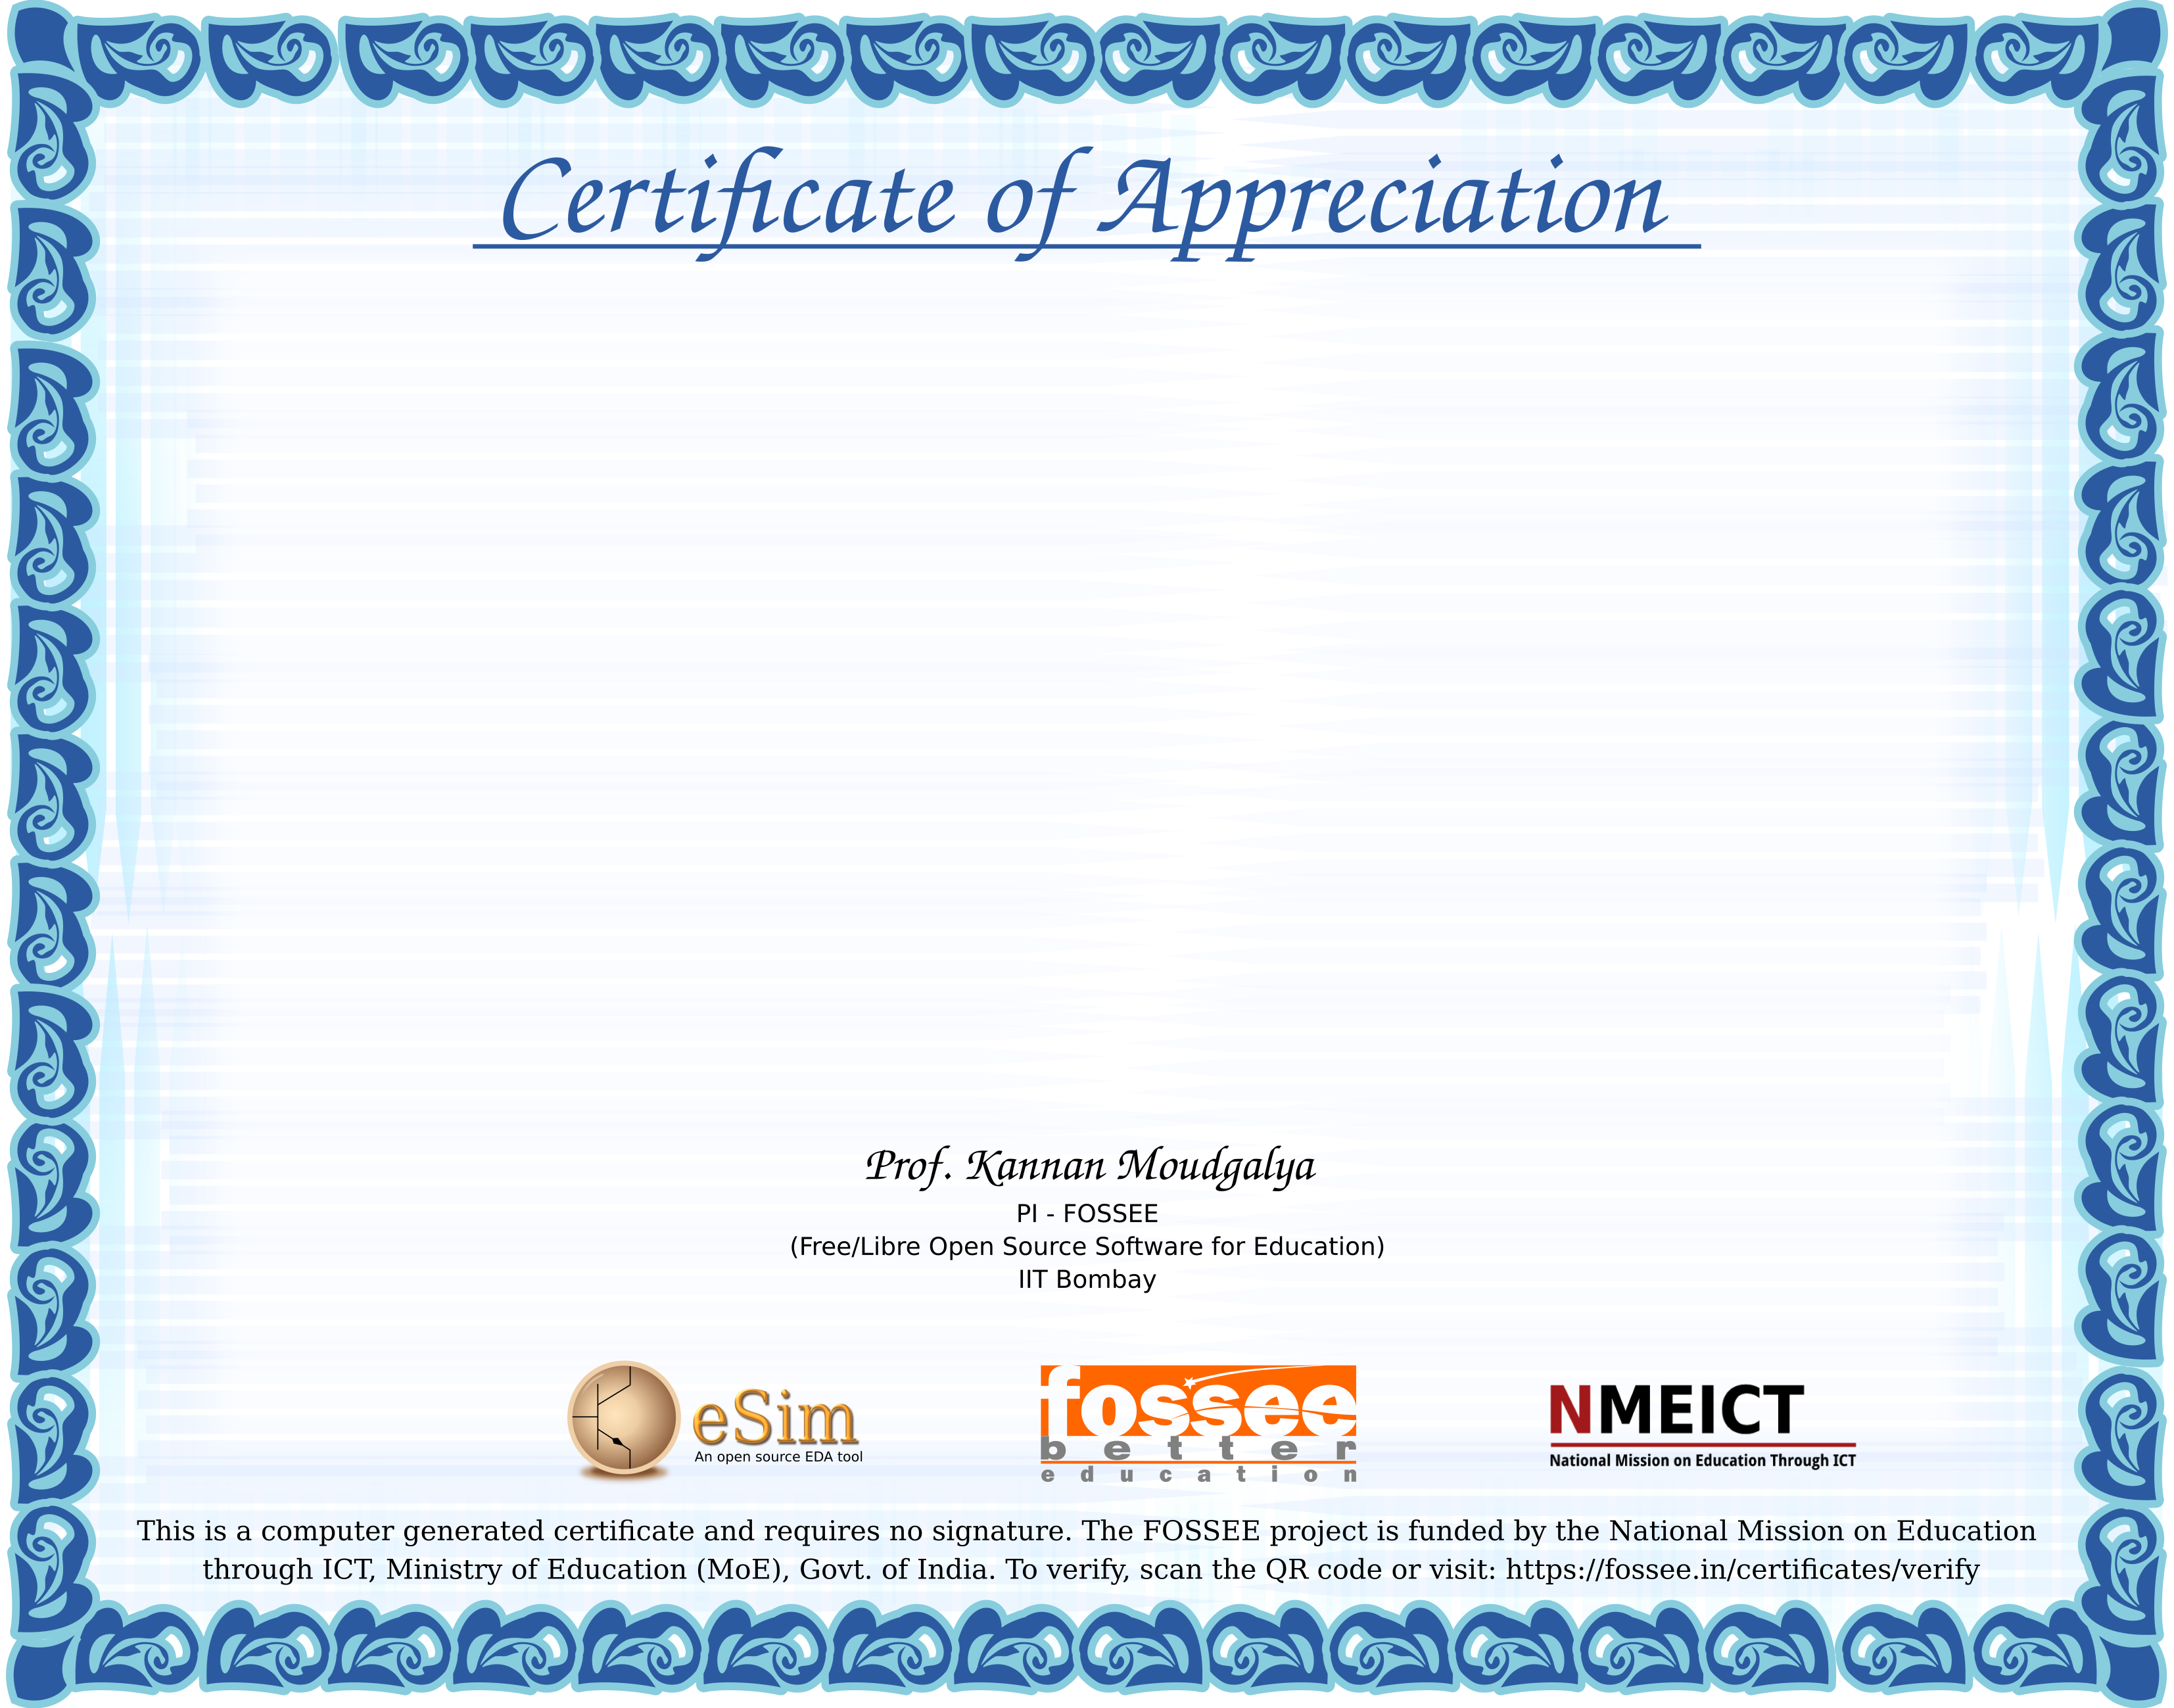 Certificate of Appreciation
Prof. Kannan Moudgalya
PI - FOSSEE
(Free/Libre Open Source Software for Education)
IIT Bombay
eSim
An open source EDA tool
fossee
better
education
NMEICT
National Mission on Education Through ICT
This is a computer generated certificate and requires no signature. The FOSSEE project is funded by the National Mission on Education
through ICT, Ministry of Education (MoE), Govt. of India. To verify, scan the QR code or visit: https://fossee.in/certificates/verify